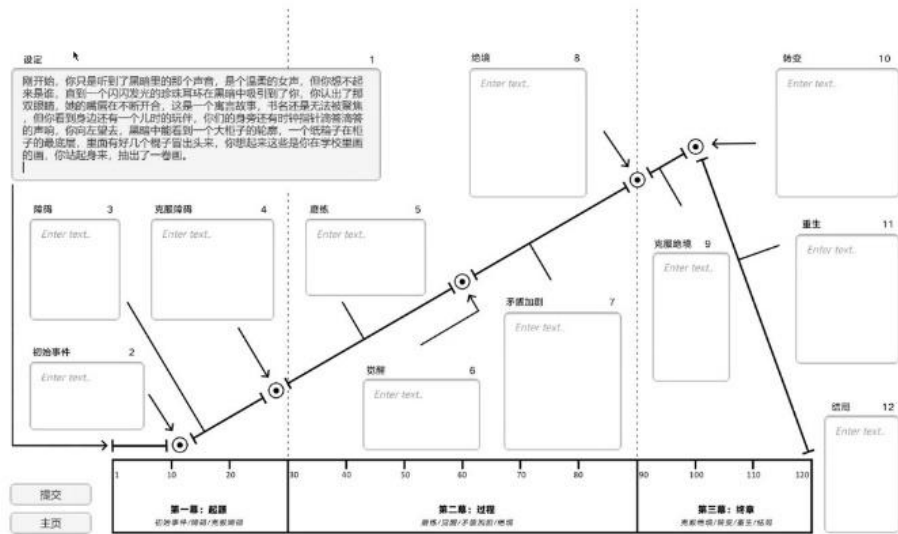 设定 1
刚开始,你只是听到了黑暗里的那个声音,是个温柔的女声,但你想不起
来是谁,直到一个闪闪发光的珍珠耳环在黑暗中吸引到了你,你认出了那
双眼睛,她的嘴唇在不断开合,这是一个寓言故事,书名还是无法被聚焦
,但你看到身边还有一个儿时的玩伴,你们的身旁还有时钟指针滴答滴答
的声响,你向左望去,黑暗中能看到一个大柜子的轮廓,一个纸箱子在柜
子的最底层,里面有好几个棍子冒出头来,你想起来这些是你在学校里画
的画,你站起身来,抽出了一卷画。
绝境 8
Enter text..
转变 10
Enter text..
障碍 3
Enter text..
克服障碍 4
Enter text..
磨练 5
Enter text..
克服绝境 9
Enter text..
重生 11
Enter text..
矛盾加剧 7
Enter text..
初始事件 2
Enter text..
觉醒 6
Enter text..
结局 12
Enter text..
1 10 20 30 40 50 60 70 80 90 100 110 120
提交
主页
第一幕:起源
初始事件/障碍/克服障碍
第二幕:过程
磨练/觉醒/矛盾加剧/绝境
第三幕:终章
克服绝境/转变/重生/结局